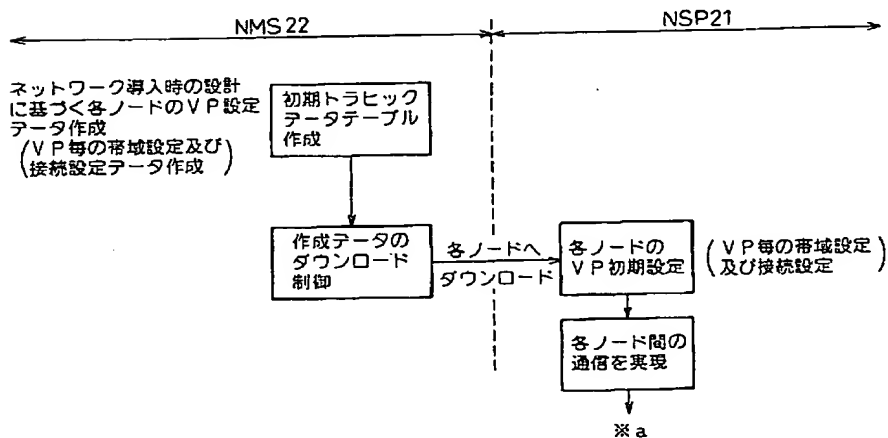 NMS22
NSP21
ネットワーク導入時の設計
に基づく各ノードのVP設定
データ作成
(VP毎の帯域設定及び
接続設定データ作成)
初期トラヒック
データテーブル
作成
作成データの
ダウンロード
制御
各ノードへ
ダウンロード
各ノードの
VP初期設定
(VP毎の帯域設定
及び接続設定)
各ノード間の
通信を実現
※a